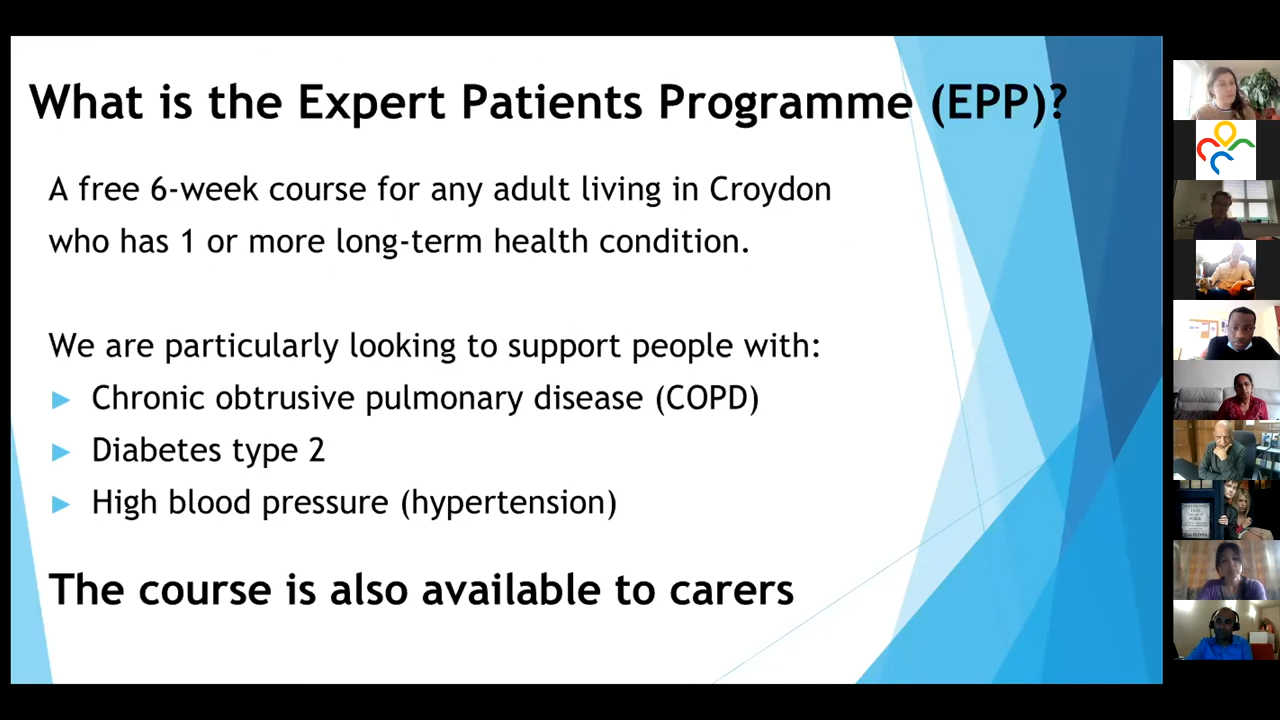 What is the Expert Patients Programme (EPP)?
A free 6-week course for any adult living in Croydon
who has 1 or more long-term health condition.
We are particularly looking to support people with:
► Chronic obtrusive pulmonary disease (COPD)
► Diabetes type 2
► High blood pressure (hypertension)
The course is also available to carers